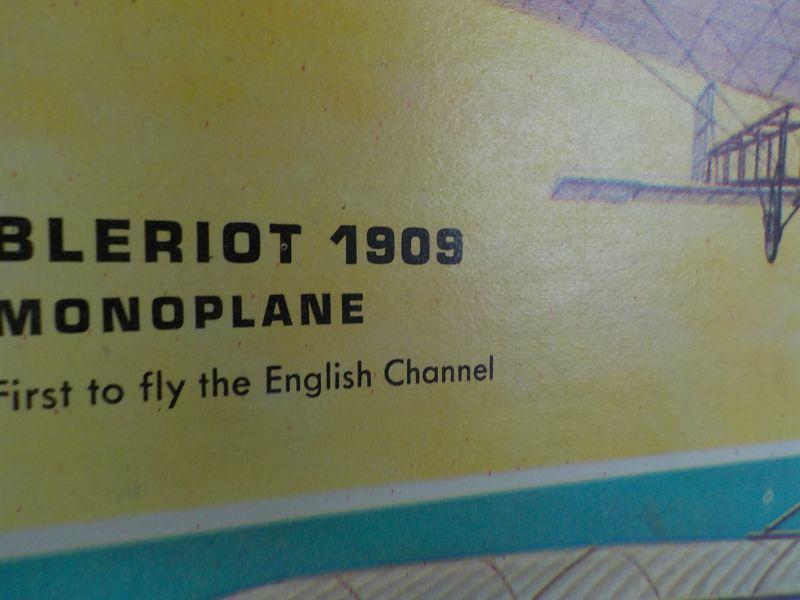 BLERIOT 1909
MONOPLANE
First to fly the English Channel